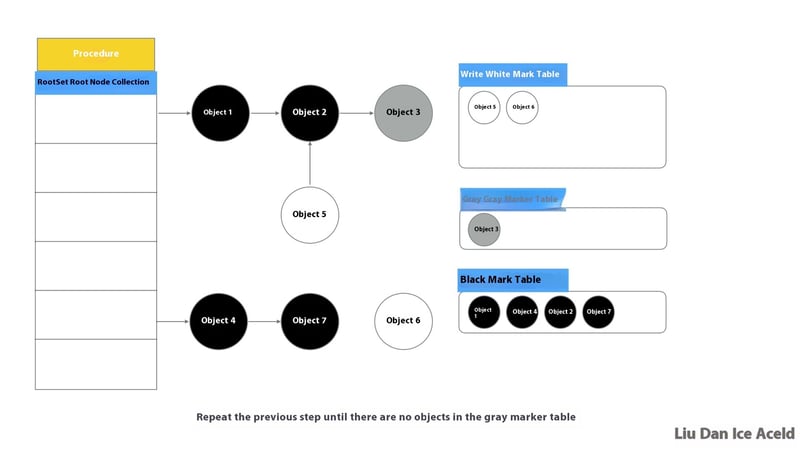 Procedure
RootSet Root Node Collection
Write White Mark Table
Object 5
Object 6
Object 1
Object 2
Object 3
Gray Gray Marker Table
Object 5
Object 3
Black Mark Table
Object
1
Object 4
Object 2
Object 7
Object 4
Object 7
Object 6
Repeat the previous step until there are no objects in the gray marker table
Liu Dan Ice Aceld